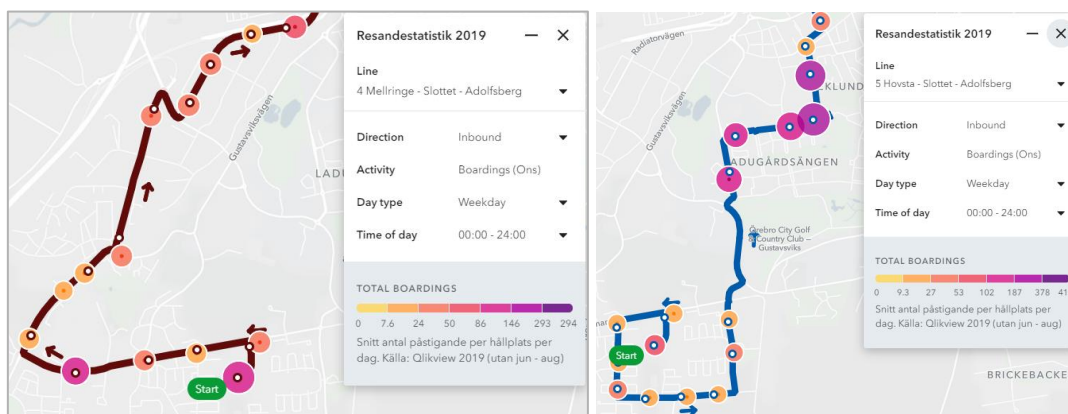 Gustavsviksvägen
LADU
Start
Resandestatistik 2019
Line
4 Mellringe - Slottet - Adolfsberg
Direction Inbound
Activity Boardings (Ons)
Day type Weekday
Time of day 00:00 - 24:00
TOTAL BOARDINGS
0 7.6 24 50 86 146 293 294
Snitt antal påstigande per hållplats per
dag. Källa: Qlikview 2019 (utan jun - aug)
Radiatorvägen
Gustavsviksvägen
EKLUND
ADUGÅRDSÄNGEN
Örebro City Golf
& Country Club –
Gustavsviks
Start
BRICKEBACKE
Resandestatistik 2019
Line
5 Hovsta - Slottet - Adolfsberg
Direction Inbound
Activity Boardings (Ons)
Day type Weekday
Time of day 00:00 - 24:00
TOTAL BOARDINGS
0 9.3 27 53 102 187 378 41
Snitt antal påstigande per hållplats per
dag. Källa: Qlikview 2019 (utan jun - aug)